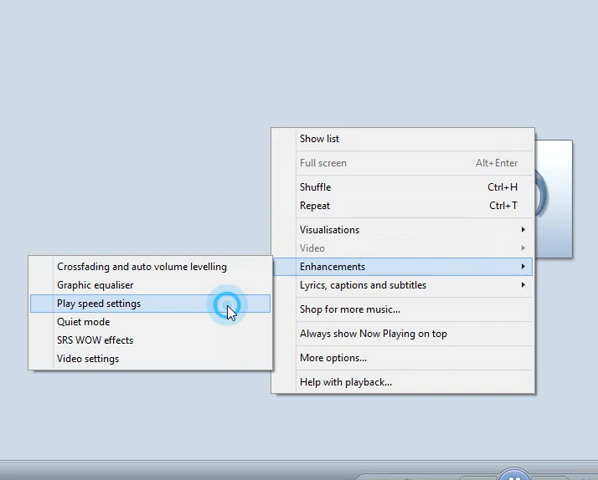 Show list
Full screen Alt+Enter
Shuffle Ctrl+H
Repeat Ctrl+T
Visualisations
Video
Enhancements
Lyrics, captions and subtitles
Shop for more music...
Always show Now Playing on top
More options...
Help with playback...
Crossfading and auto volume levelling
Graphic equaliser
Play speed settings
Quiet mode
SRS WOW effects
Video settings